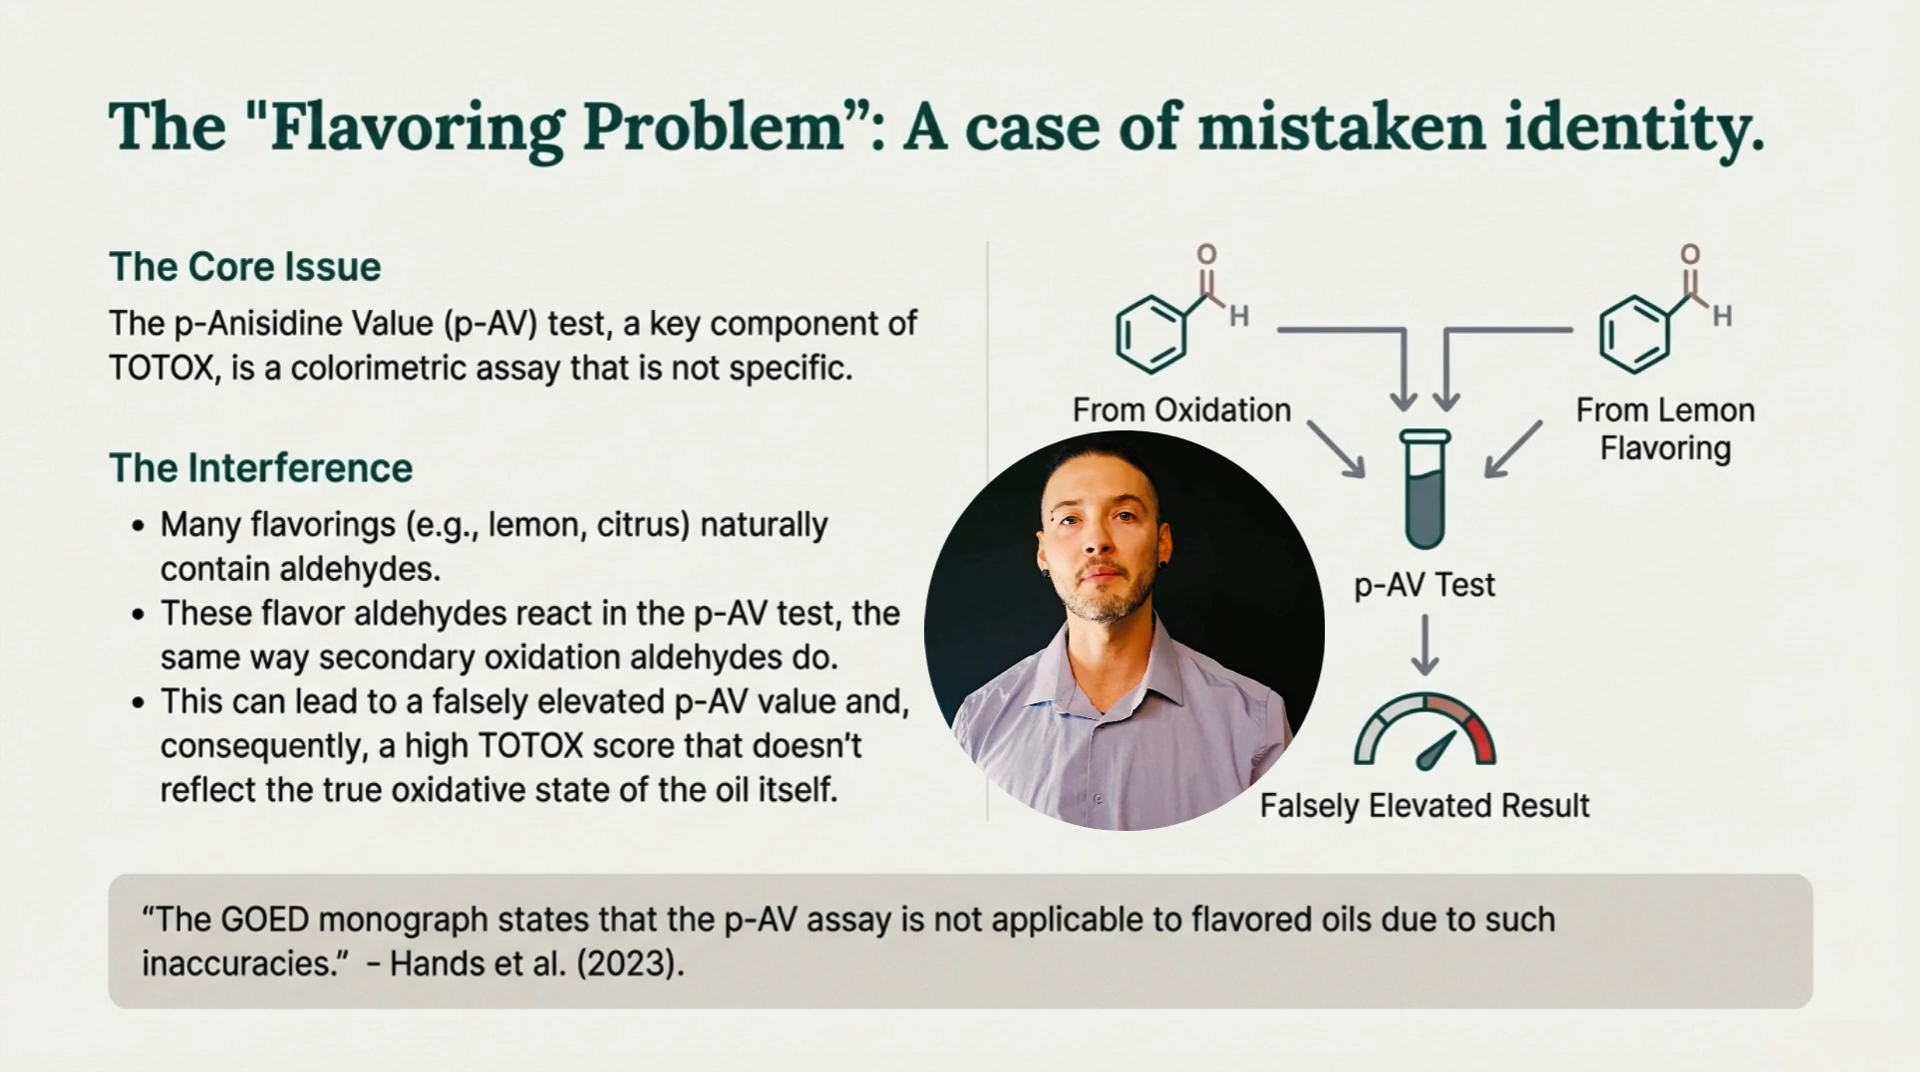 The "Flavoring Problem”: A case of mistaken identity.
The Core Issue
The p-Anisidine Value (p-AV) test, a key component of
TOTOX, is a colorimetric assay that is not specific.
The Interference
• Many flavorings (e.g., lemon, citrus) naturally
contain aldehydes.
• These flavor aldehydes react in the p-AV test, the
same way secondary oxidation aldehydes do.
• This can lead to a falsely elevated p-AV value and,
consequently, a high TOTOX score that doesn’t
reflect the true oxidative state of the oil itself.
O
H
From Oxidation
O
H
From Lemon
Flavoring
p-AV Test
Falsely Elevated Result
“The GOED monograph states that the p-AV assay is not applicable to flavored oils due to such
inaccuracies.” - Hands et al. (2023).